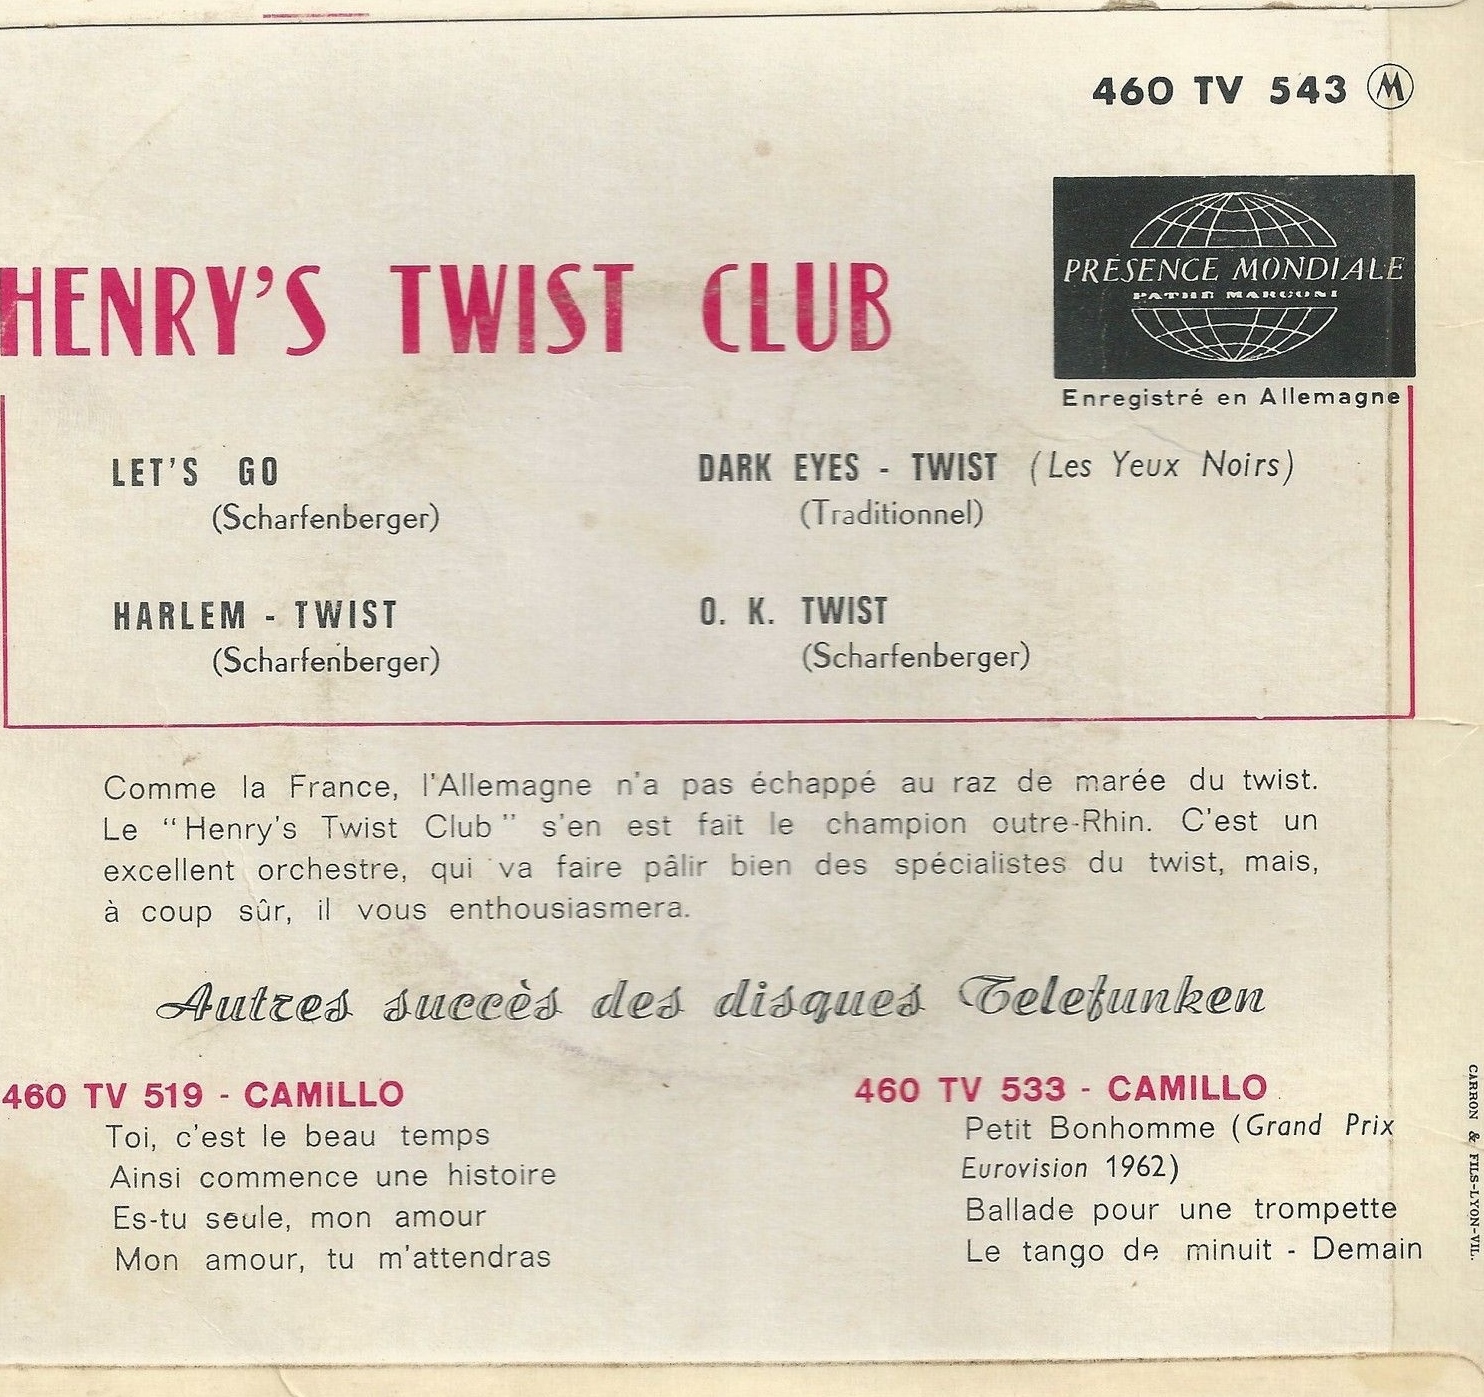 460 TV 543 M
PRÉSENCE MONDIALE
PATHÉ MARCONI
Enregistré en Allemagne
HENRY'S TWIST CLUB
LET'S GO
(Scharfenberger)
HARLEM - TWIST
(Scharfenberger)
DARK EYES - TWIST (Les Yeux Noirs)
(Traditionnel)
O. K. TWIST
(Scharfenberger)
Comme la France, l'Allemagne n'a pas échappé au raz de marée du twist.
Le "Henry's Twist Club" s'en est fait le champion outre-Rhin. C'est un
excellent orchestre, qui va faire pâlir bien des spécialistes du twist, mais,
à coup sûr, il vous enthousiasmera.
Autres succès des disques Telefunken
460 TV 519 - CAMILLO
Toi, c'est le beau temps
Ainsi commence une histoire
Es-tu seule, mon amour
Mon amour, tu m'attendras
460 TV 533 - CAMILLO
Petit Bonhomme (Grand Prix
Eurovision 1962)
Ballade pour une trompette
Le tango de minuit - Demain
CARRON & FILS-LYON-VII.